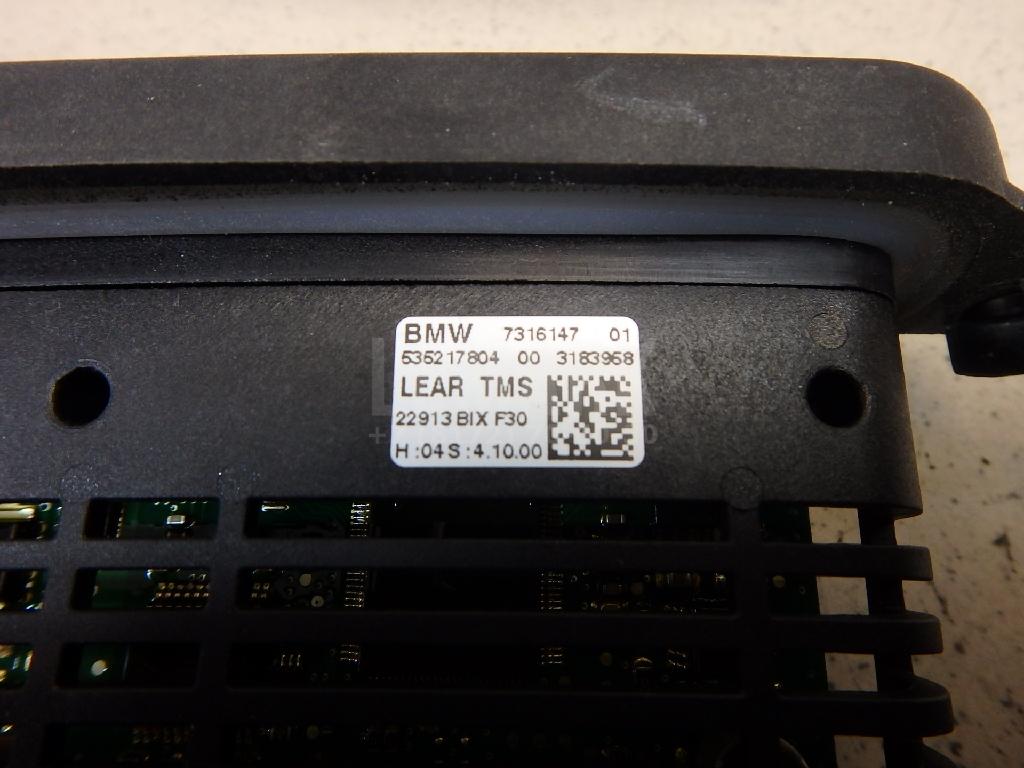 BMW 7316147 01
535217804 00 3183958
LEAR TMS
22913 BIX F30
H:04 S:4.10.00